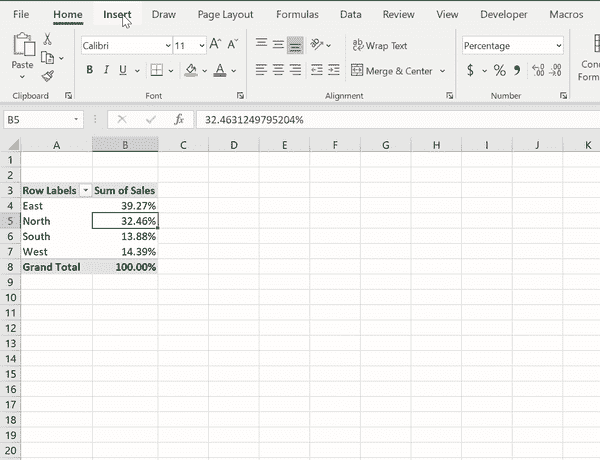 File Home Insert Draw Page Layout Formulas Data Review View Developer Macros
Paste
Calibri 11 A A
ab Wrap Text
Percentage
B I U A
Merge & Center
$ % 9 .00
Con
Form
Clipboard Font Alignment Number
B5 fx 32.4631249795204%
A B C D E F G H I J K
1
2
3 Row Labels Sum of Sales
4 East 39.27%
5 North 32.46%
6 South 13.88%
7 West 14.39%
8 Grand Total 100.00%
9
10
11
12
13
14
15
16
17
18
19
20